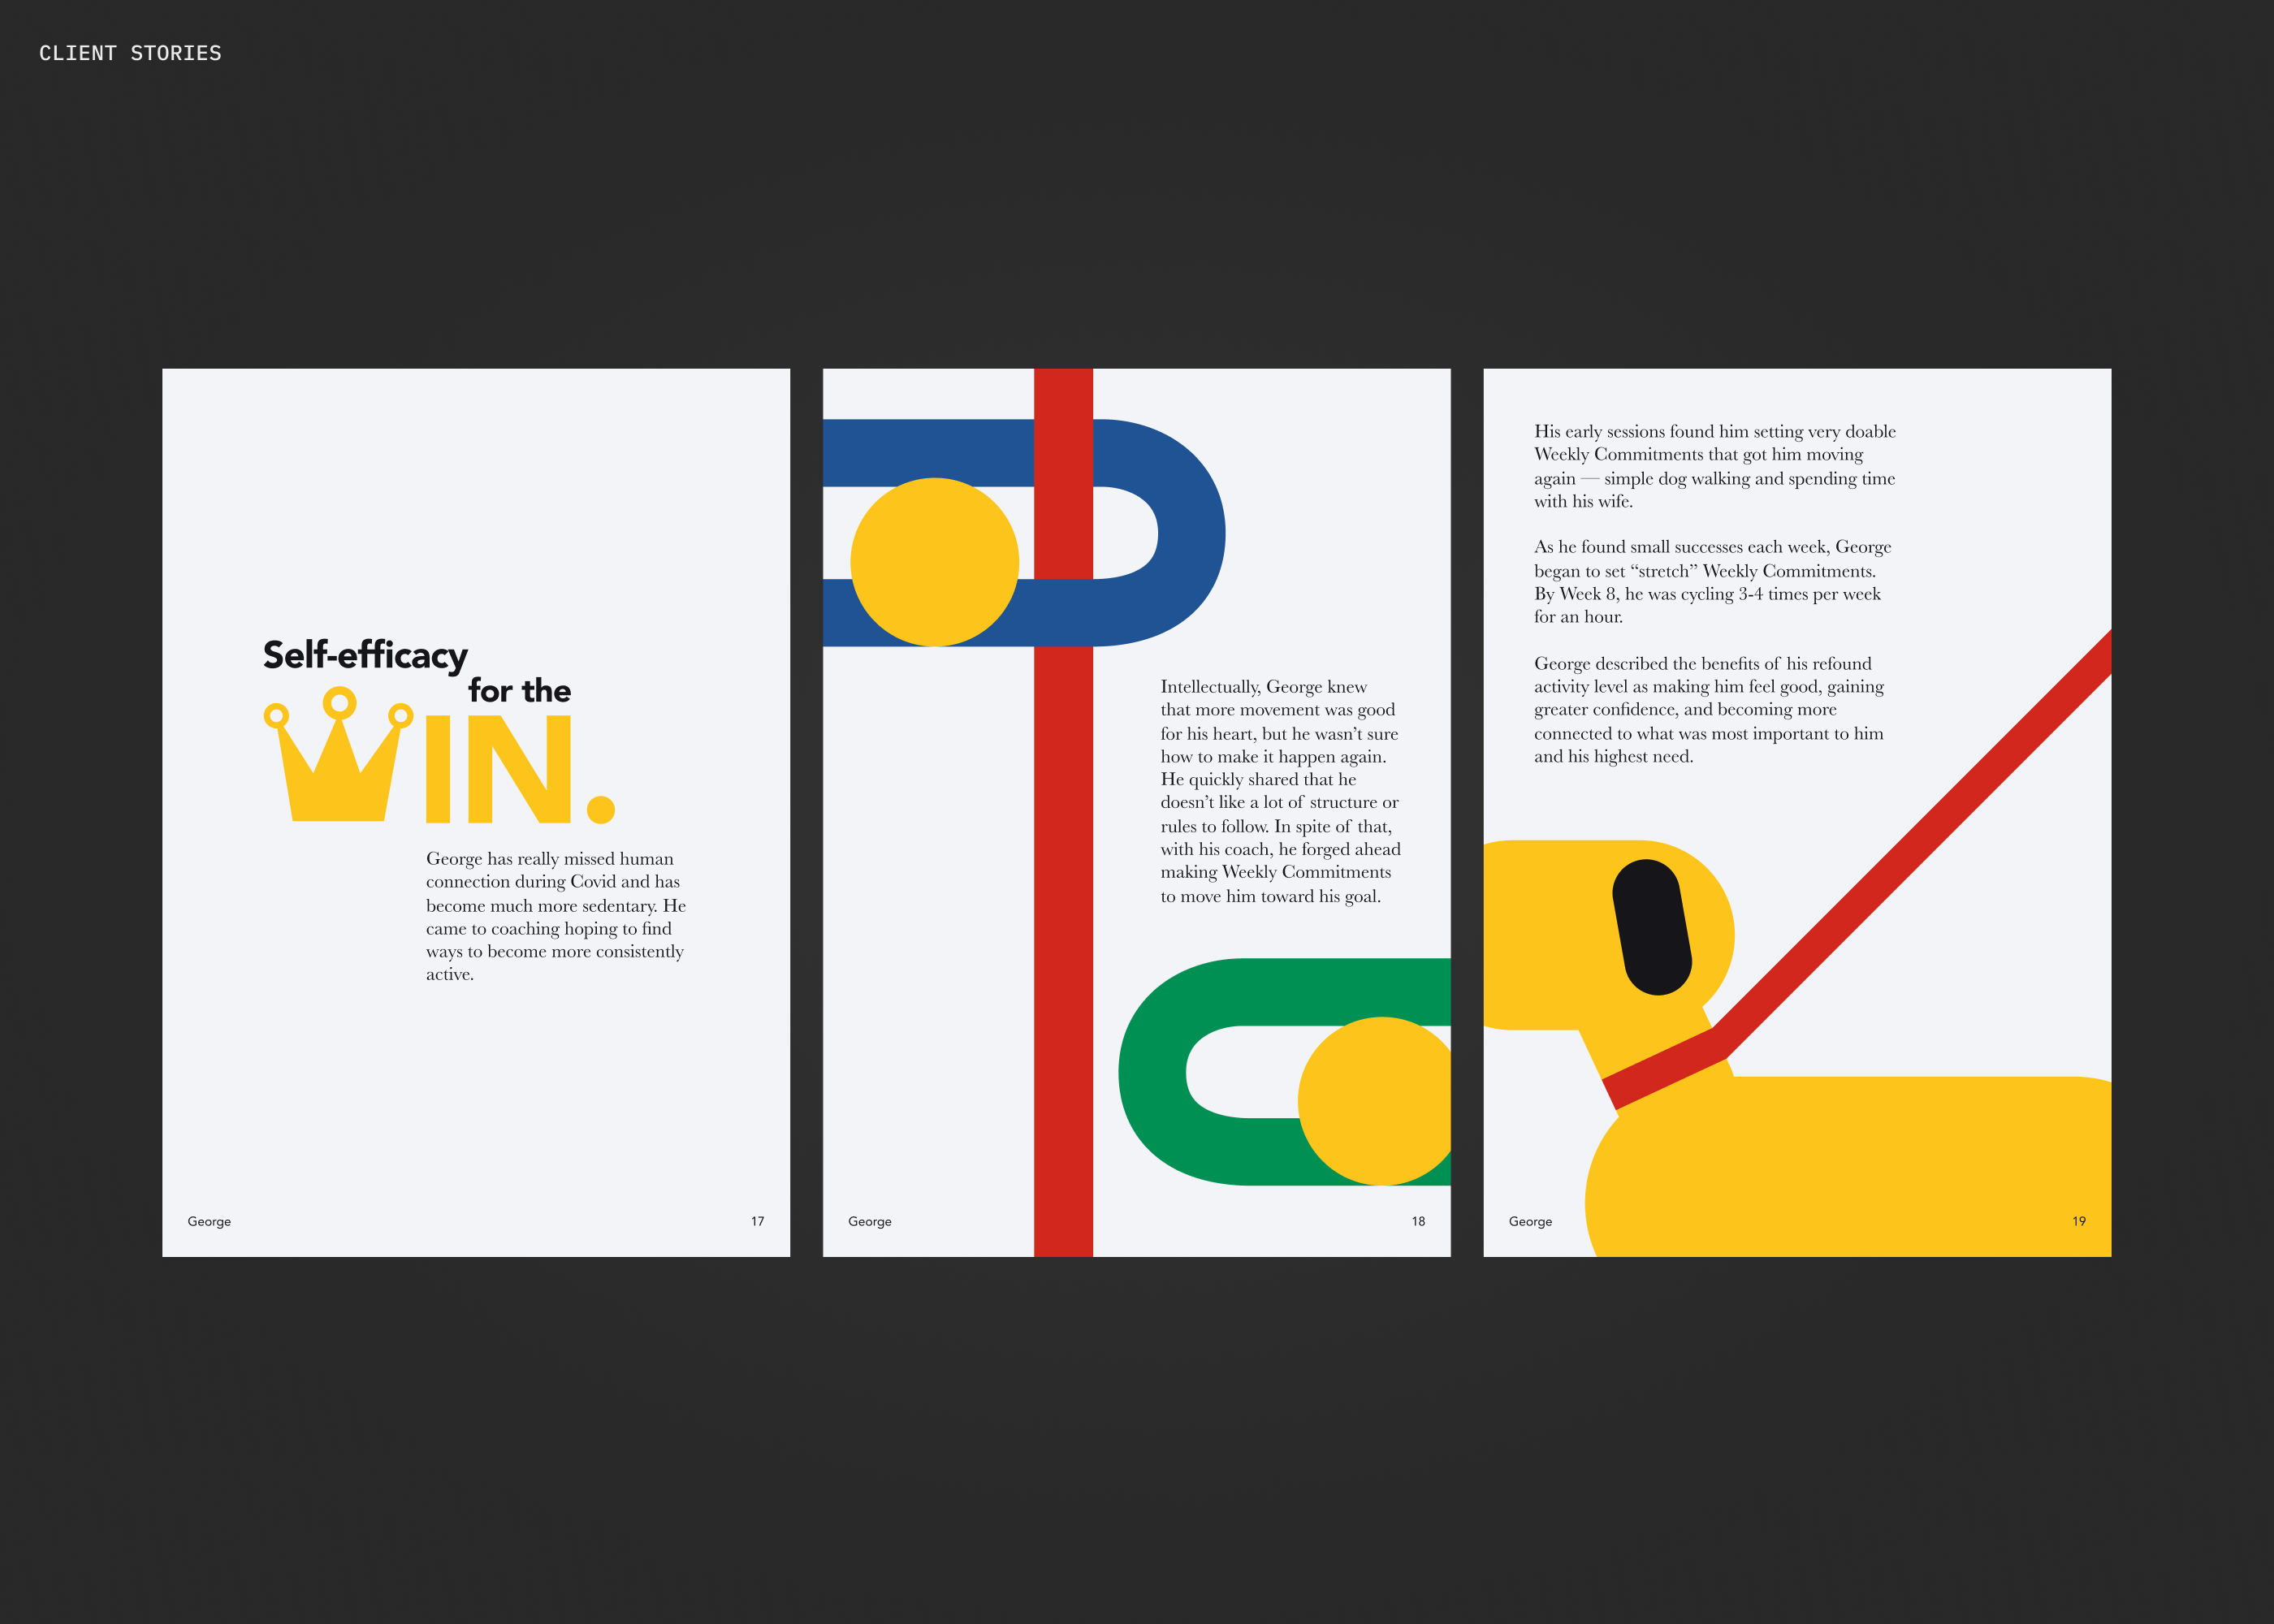 CLIENT STORIES
Self-efficacy
for the
WIN.
George has really missed human
connection during Covid and has
become much more sedentary. He
came to coaching hoping to find
ways to become more consistently
active.
George
17
Intellectually, George knew
that more movement was good
for his heart, but he wasn’t sure
how to make it happen again.
He quickly shared that he
doesn’t like a lot of structure or
rules to follow. In spite of that,
with his coach, he forged ahead
making Weekly Commitments
to move him toward his goal.
George
18
His early sessions found him setting very doable
Weekly Commitments that got him moving
again — simple dog walking and spending time
with his wife.
As he found small successes each week, George
began to set “stretch” Weekly Commitments.
By Week 8, he was cycling 3-4 times per week
for an hour.
George described the benefits of his refound
activity level as making him feel good, gaining
greater confidence, and becoming more
connected to what was most important to him
and his highest need.
George
19